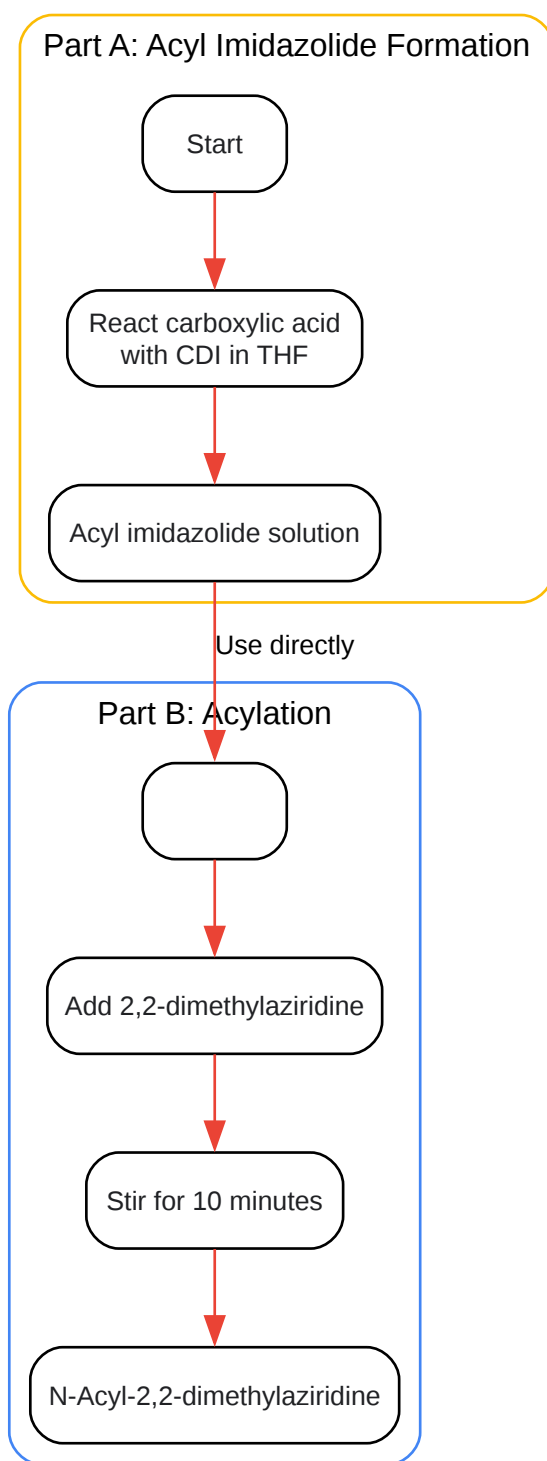 Part A: Acyl Imidazolide Formation
Start
React carboxylic acid
with CDI in THF
Acyl imidazolide solution
Use directly
Part B: Acylation
Add 2,2-dimethylaziridine
Stir for 10 minutes
N-Acyl-2,2-dimethylaziridine